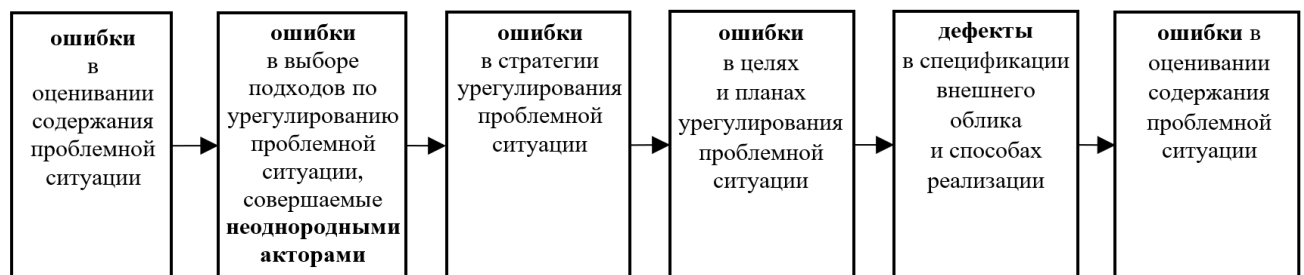 ошибки
в
оценивании
содержания
проблемной
ситуации
ошибки
в выборе
подходов по
урегулированию
проблемной
ситуации,
совершаемые
неоднородными
акторами
ошибки
в стратегии
урегулирования
проблемной
ситуации
ошибки
в целях
и планах
урегулирования
проблемной
ситуации
дефекты
в спецификации
внешнего
облика
и способах
реализации
ошибки в
оценивании
содержания
проблемной
ситуации